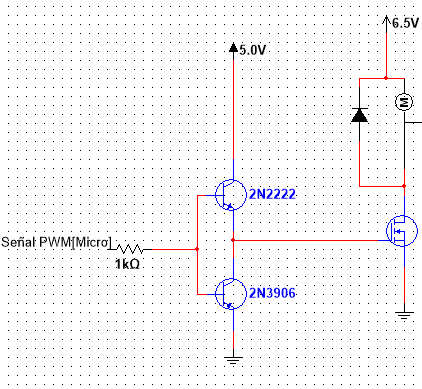 6.5V
5.0V
M
2N2222
Señal PWM[Micro]
1kΩ
2N3906